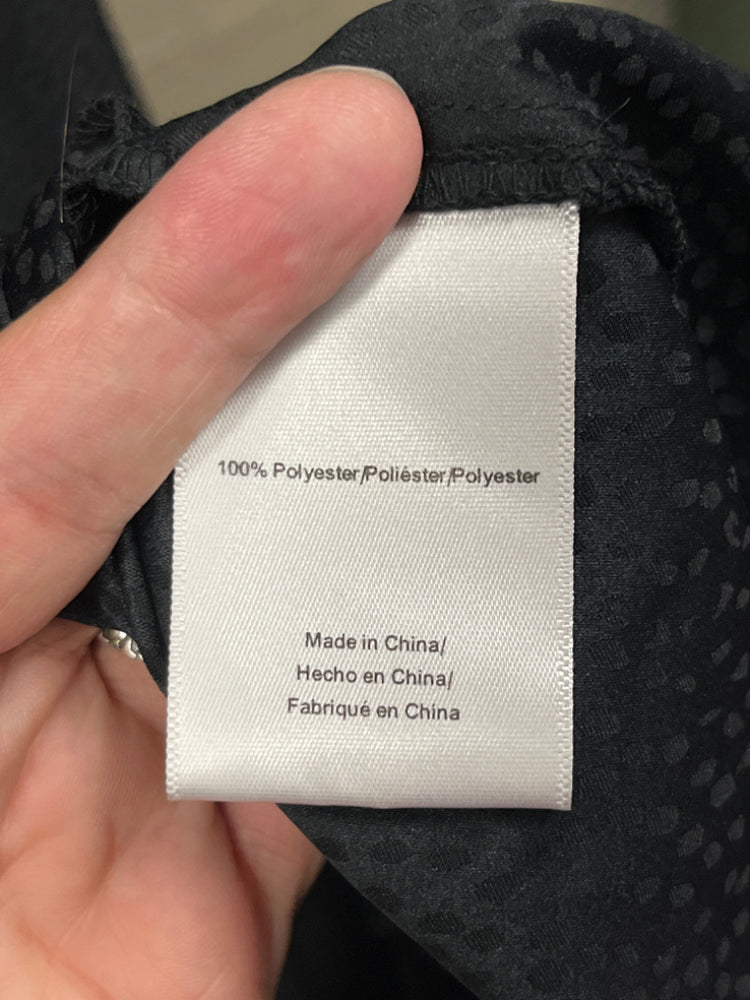 100% Polyester/Poliéster/Polyester
Made in China/
Hecho en China/
Fabriqué en China